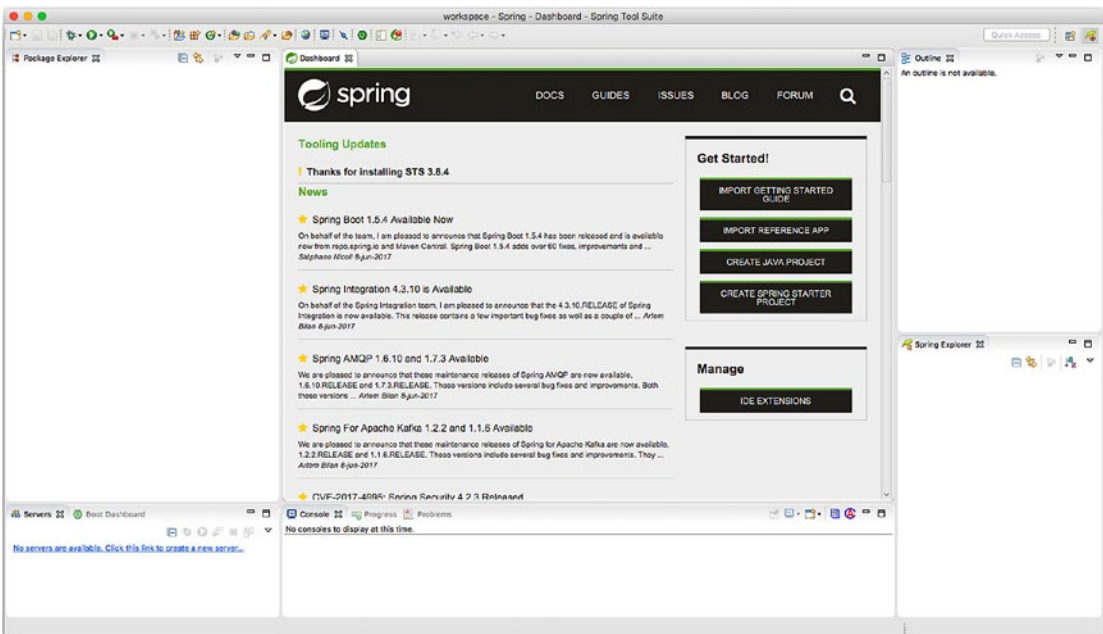 workspace - Spring - Dashboard - Spring Tool Suite
Quick Access
Package Explorer
Dashboard
Outline
An outline is not available.
spring
DOCS
GUIDES
ISSUES
BLOG
FORUM
Tooling Updates
! Thanks for installing STS 3.8.4
News
Spring Boot 1.5.4 Available Now
On behalf of the team, I am pleased to announce that Spring Boot 1.5.4 has been released and is available
now from repo.spring.io and Maven Central. Spring Boot 1.5.4 adds over 60 fixes, improvements and ...
Stéphane Nicoll 8-jun-2017
Spring Integration 4.3.10 is Available
On behalf of the Spring Integration team, I am pleased to announce that the 4.3.10.RELEASE of Spring
Integration is now available. This release contains a few important bug fixes as well as a couple of ... Artem
Bilan 8-jun-2017
Spring AMQP 1.6.10 and 1.7.3 Available
We are pleased to announce that these maintenance releases of Spring AMQP are now available,
1.6.10.RELEASE and 1.7.3.RELEASE. These versions include several bug fixes and improvements. Both
these versions ... Artem Bilan 8-jun-2017
Spring For Apache Kafka 1.2.2 and 1.1.6 Available
We are pleased to announce that these maintenance releases of Spring for Apache Kafka are now available,
1.2.2.RELEASE and 1.1.6.RELEASE. These versions include several bug fixes and improvements. They ...
Artem Bilan 8-jun-2017
CVE-2017-4995: Spring Security 4.2.3 Released
Get Started!
IMPORT GETTING STARTED
GUIDE
IMPORT REFERENCE APP
CREATE JAVA PROJECT
CREATE SPRING STARTER
PROJECT
Manage
IDE EXTENSIONS
Spring Explorer
Servers
Boot Dashboard
No servers are available. Click this link to create a new server...
Console
Progress
Problems
No consoles to display at this time.